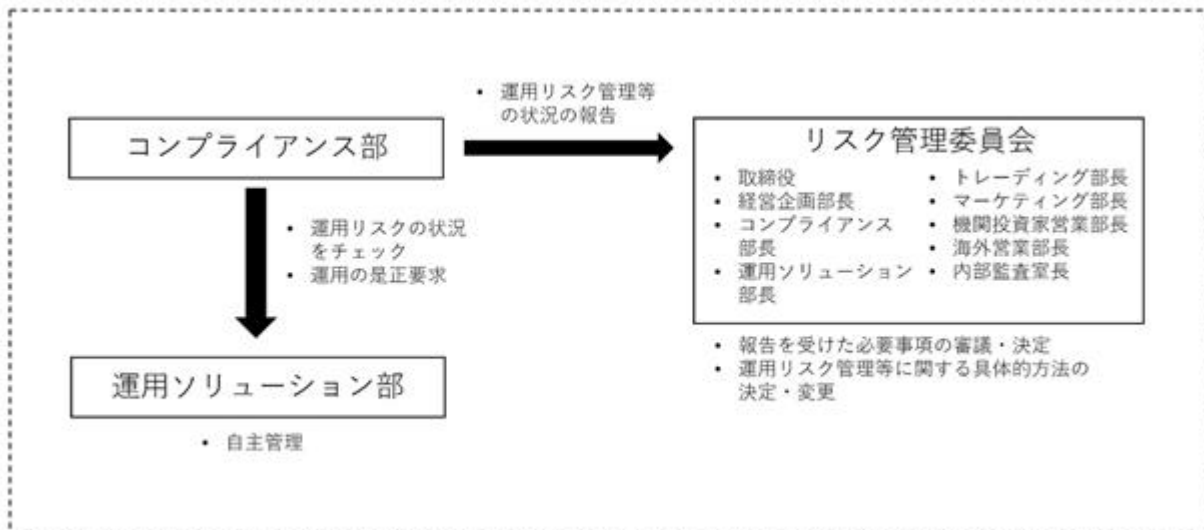 • 運用リスク管理等
の状況の報告
コンプライアンス部
リスク管理委員会
• 取締役
• 経営企画部長
• コンプライアンス
部長
• 運用ソリューション
部長
• トレーディング部長
• マーケティング部長
• 機関投資家営業部長
• 海外営業部長
• 内部監査室長
• 運用リスクの状況
をチェック
• 運用の是正要求
• 報告を受けた必要事項の審議・決定
• 運用リスク管理等に関する具体的方法の
決定・変更
運用ソリューション部
• 自主管理